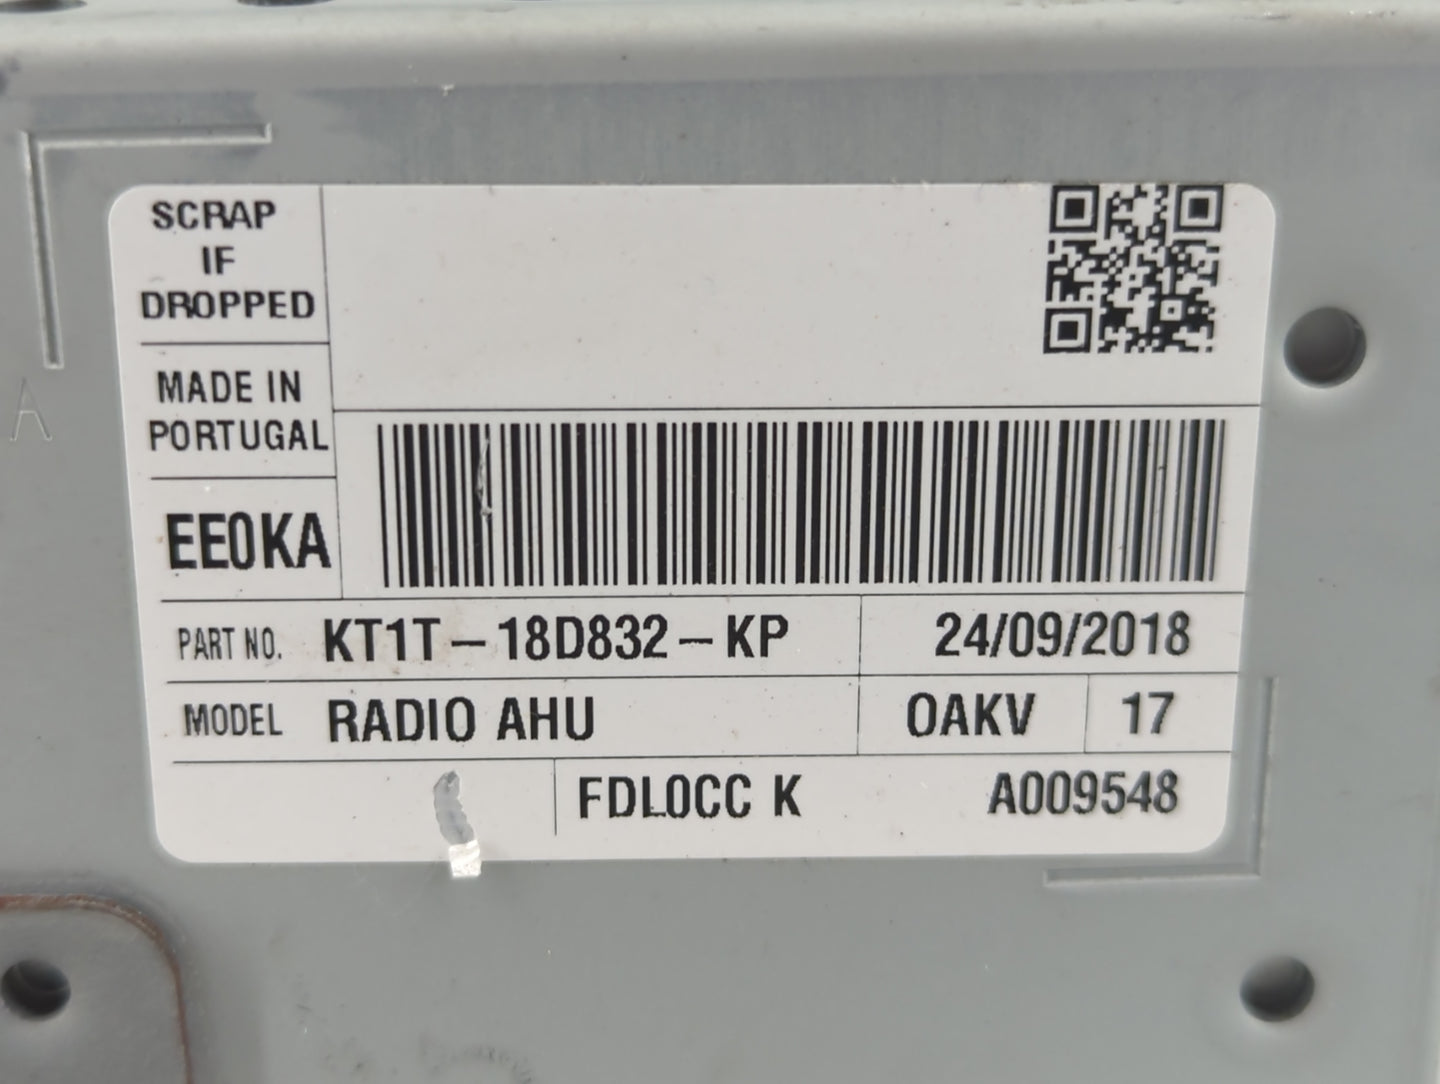 SCRAP
IF
DROPPED
MADE IN
PORTUGAL
EE0KA
PART NO. KT1T-18D832-KP 24/09/2018
MODEL RADIO AHU OAKV 17
FDL0CC K A009548
A